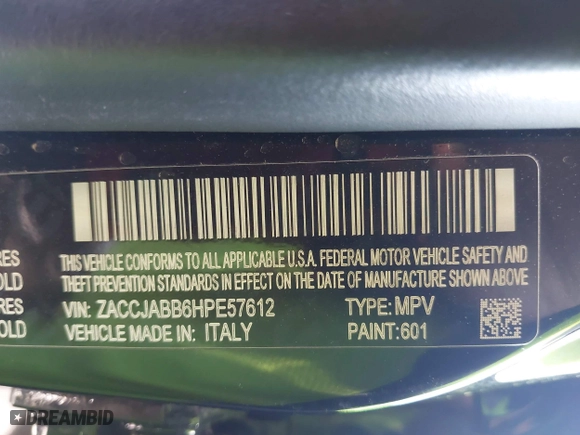 THIS VEHICLE CONFORMS TO ALL APPLICABLE U.S.A. FEDERAL MOTOR VEHICLE SAFETY AND
RES
THEFT PREVENTION STANDARDS IN EFFECT ON THE DATE OF MANUFACTURE SHOWN ABOVE
OLD
VIN: ZACCJABB6HPE57612 TYPE: MPV
RES
VEHICLE MADE IN: ITALY PAINT: 601
OLD
DREAMBID